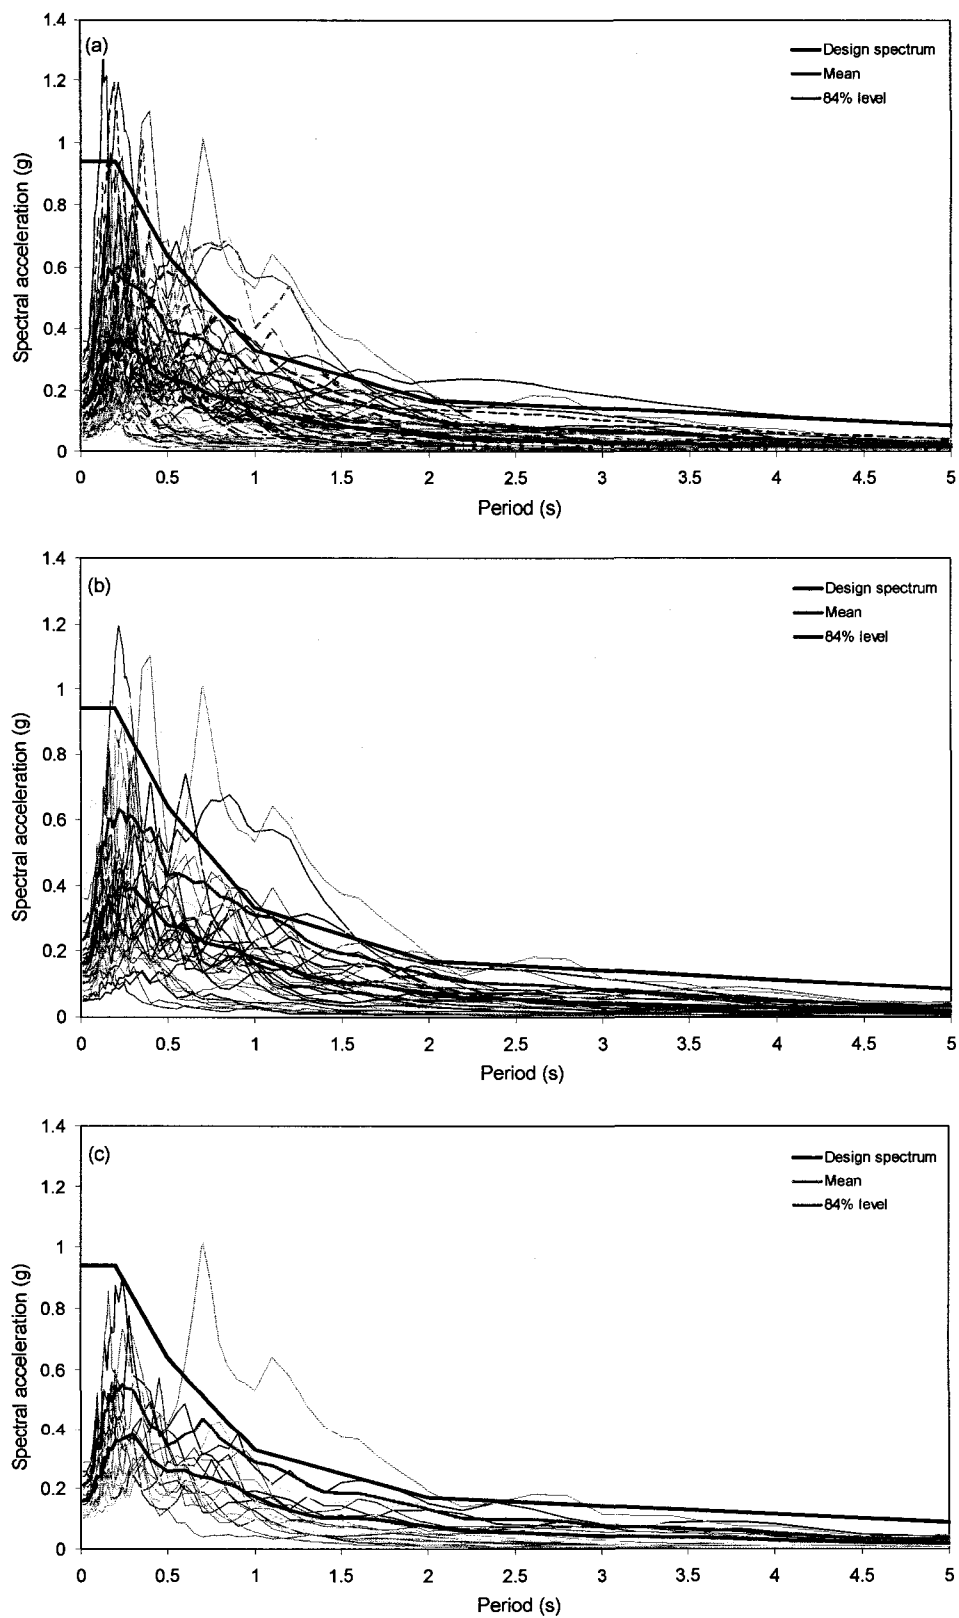 (a)
Design spectrum
Mean
84% level
1.4
1.2
1
0.8
0.6
0.4
0.2
0
Spectral acceleration (g)
0 0.5 1 1.5 2 2.5 3 3.5 4 4.5 5
Period (s)
(b)
Design spectrum
Mean
84% level
1.4
1.2
1
0.8
0.6
0.4
0.2
0
Spectral acceleration (g)
0 0.5 1 1.5 2 2.5 3 3.5 4 4.5 5
Period (s)
(c)
Design spectrum
Mean
84% level
1.4
1.2
1
0.8
0.6
0.4
0.2
0
Spectral acceleration (g)
0 0.5 1 1.5 2 2.5 3 3.5 4 4.5 5
Period (s)